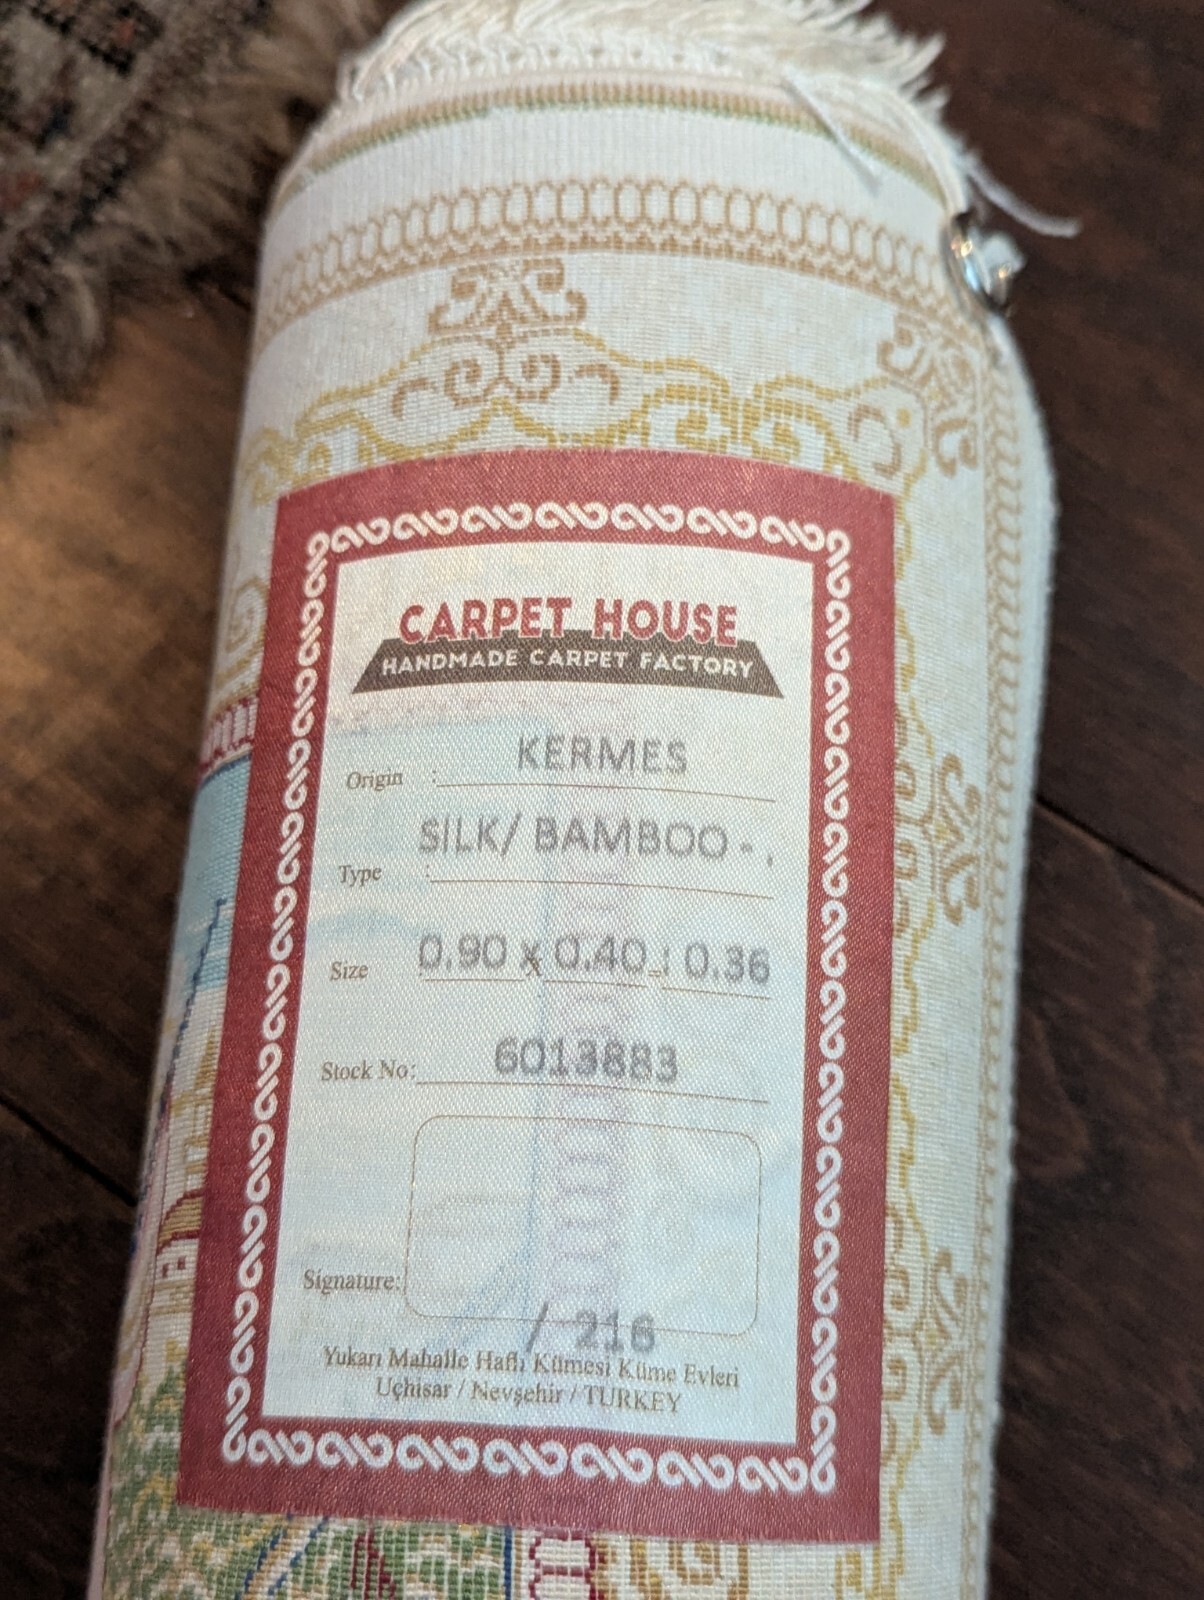 CARPET HOUSE
HANDMADE CARPET FACTORY
Origin : KERMES
Type : SILK/ BAMBOO - .
Size 0.90 x 0.40 = 0.36
Stock No: 6013883
Signature:
/ 216
Yukarı Mahalle Haflı Kümesi Küme Evleri
Uçhisar / Nevşehir / TURKEY